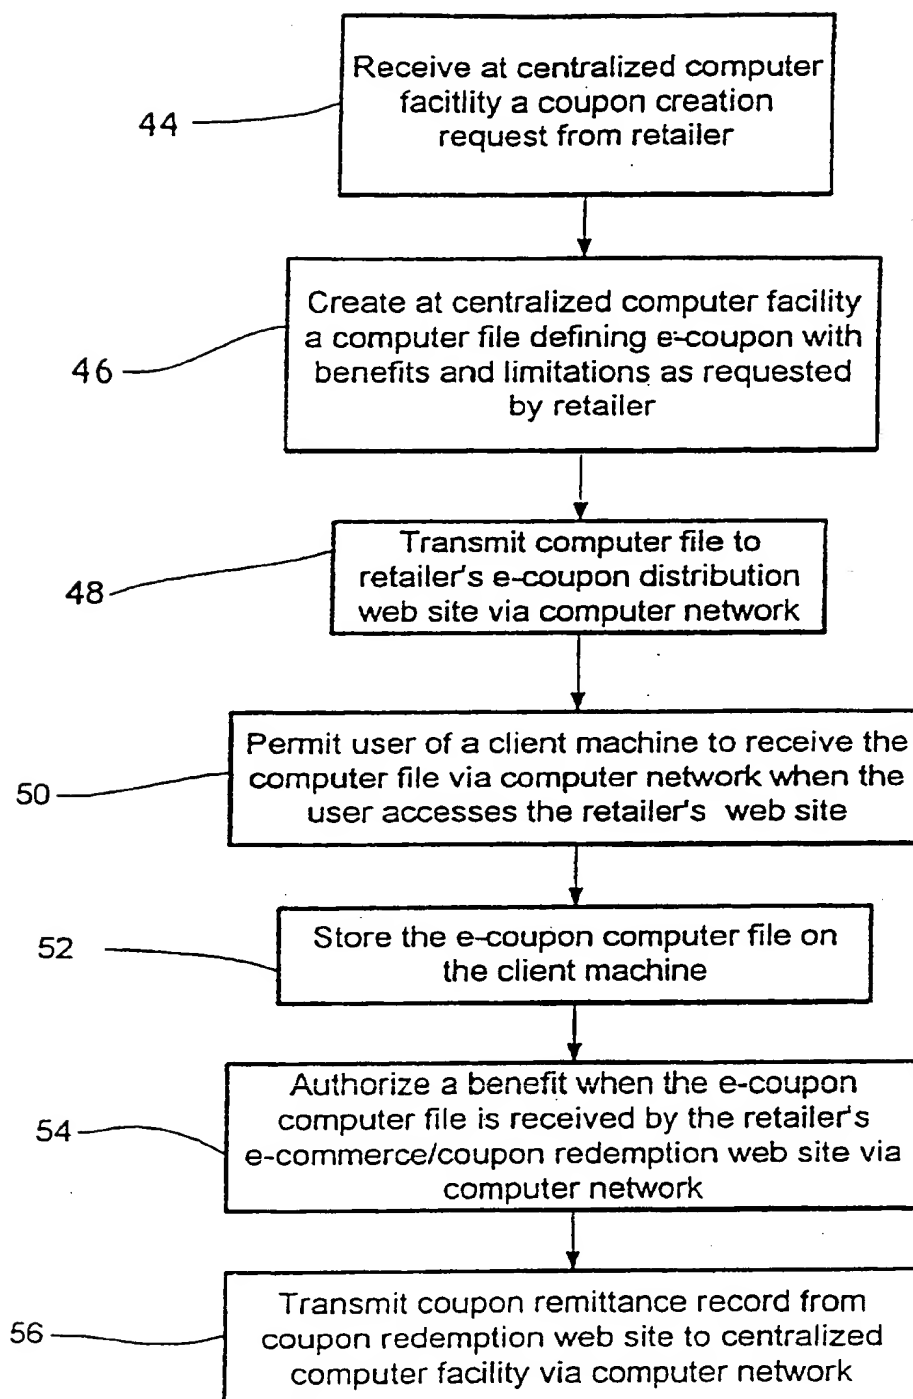 Receive at centralized computer
facitlity a coupon creation
request from retailer
44
Create at centralized computer facility
a computer file defining e-coupon with
benefits and limitations as requested
by retailer
46
Transmit computer file to
retailer's e-coupon distribution
web site via computer network
48
Permit user of a client machine to receive the
computer file via computer network when the
user accesses the retailer's web site
50
Store the e-coupon computer file on
the client machine
52
Authorize a benefit when the e-coupon
computer file is received by the retailer's
e-commerce/coupon redemption web site via
computer network
54
Transmit coupon remittance record from
coupon redemption web site to centralized
computer facility via computer network
56